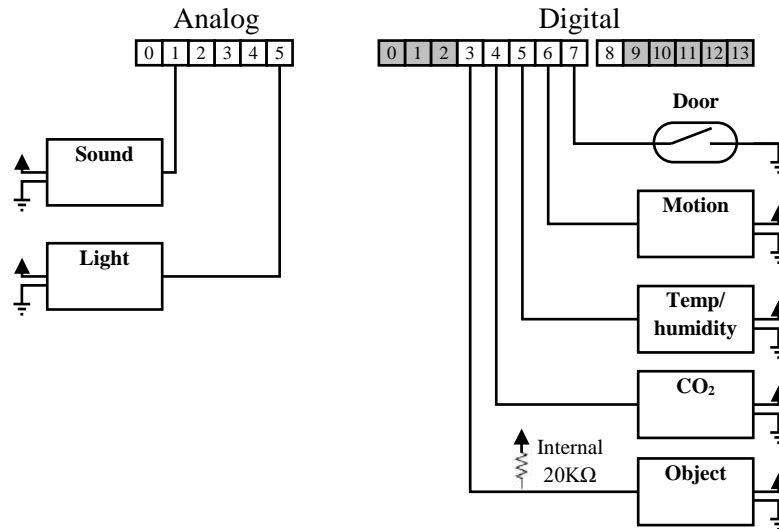 Analog
Digital
0 1 2 3 4 5
0 1 2 3 4 5 6 7 8 9 10 11 12 13
Door
Sound
Motion
Light
Temp/
humidity
CO₂
Internal
20KΩ
Object